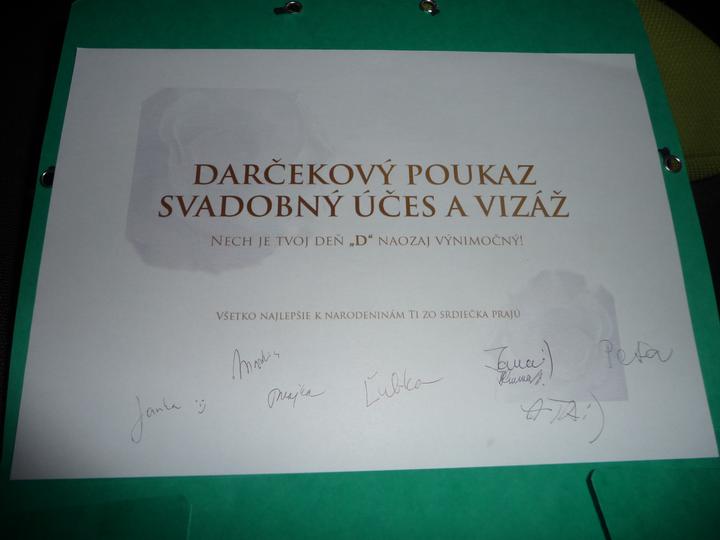 DARČEKOVÝ POUKAZ
SVADOBNÝ ÚČES A VIZÁŽ
NECH JE TVOJ DEŇ „D“ NAOZAJ VÝNIMOČNÝ!
VŠETKO NAJLEPŠIE K NARODENINÁM TI ZO SRDIEČKA PRAJÚ
Janka :)
Majka
Ľubka
Jana :)
Peťa